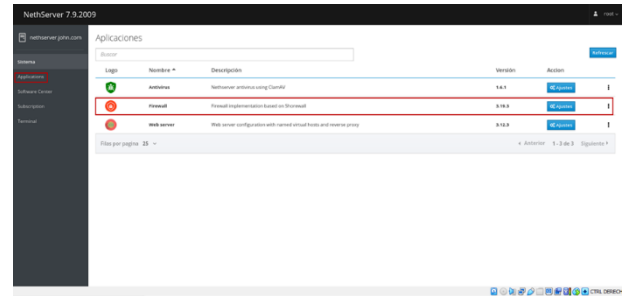 NethServer 7.9.2009
root
nethserver.john.com
Aplicaciones
Buscar
Refrescar
Sistema
Logo Nombre Descripción Versión Accion
Applications
Antivirus Nethserver antivirus using ClamAV 1.6.1 Ajustes
Software Center
Subscription
Firewall Firewall implementation based on Shorewall 3.19.3 Ajustes
Terminal
Web server Web server configuration with named virtual hosts and reverse proxy 3.12.3 Ajustes
Filas por pagina 25 Anterior 1 - 3 de 3 Siguiente
CTRL DERECH